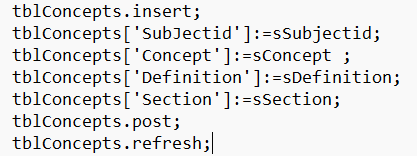 tblConcepts.insert;
tblConcepts['SubJectid']:=sSubjectid;
tblConcepts['Concept']:=sConcept ;
tblConcepts['Definition']:=sDefinition;
tblConcepts['Section']:=sSection;
tblConcepts.post;
tblConcepts.refresh;